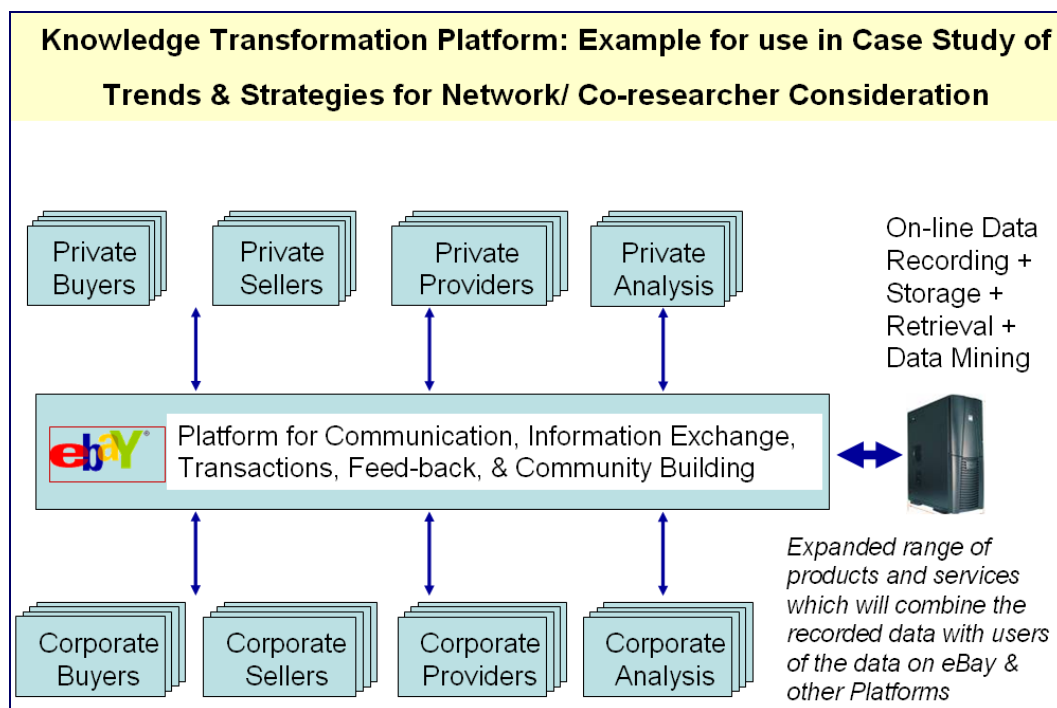 Knowledge Transformation Platform: Example for use in Case Study of
Trends & Strategies for Network/ Co-researcher Consideration
Private
Buyers
Private
Sellers
Private
Providers
Private
Analysis
On-line Data
Recording +
Storage +
Retrieval +
Data Mining
ebaY®
Platform for Communication, Information Exchange,
Transactions, Feed-back, & Community Building
Corporate
Buyers
Corporate
Sellers
Corporate
Providers
Corporate
Analysis
Expanded range of
products and services
which will combine the
recorded data with users
of the data on eBay &
other Platforms